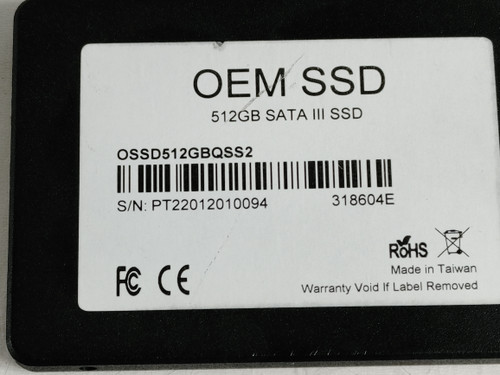 OEM SSD
512GB SATA III SSD
OSSD512GBQSS2
S/N: PT22012010094 318604E
RoHS
FC CE
Made in Taiwan
Warranty Void If Label Removed